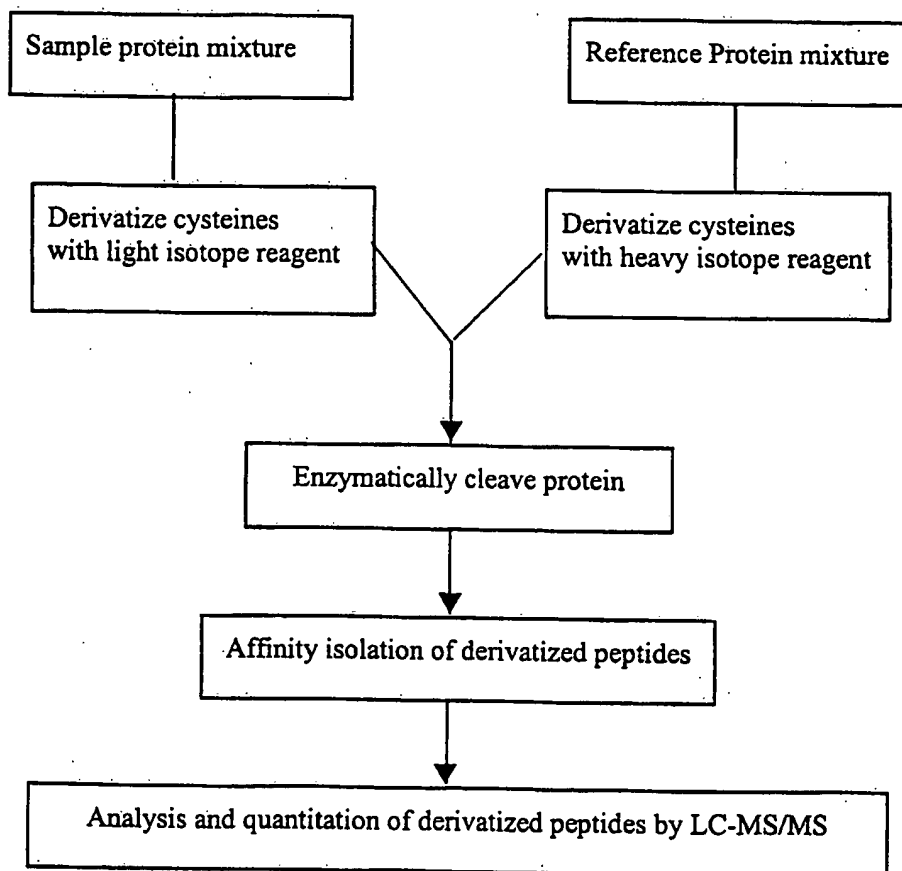 Sample protein mixture
Reference Protein mixture
Derivatize cysteines
with light isotope reagent
Derivatize cysteines
with heavy isotope reagent
Enzymatically cleave protein
Affinity isolation of derivatized peptides
Analysis and quantitation of derivatized peptides by LC-MS/MS